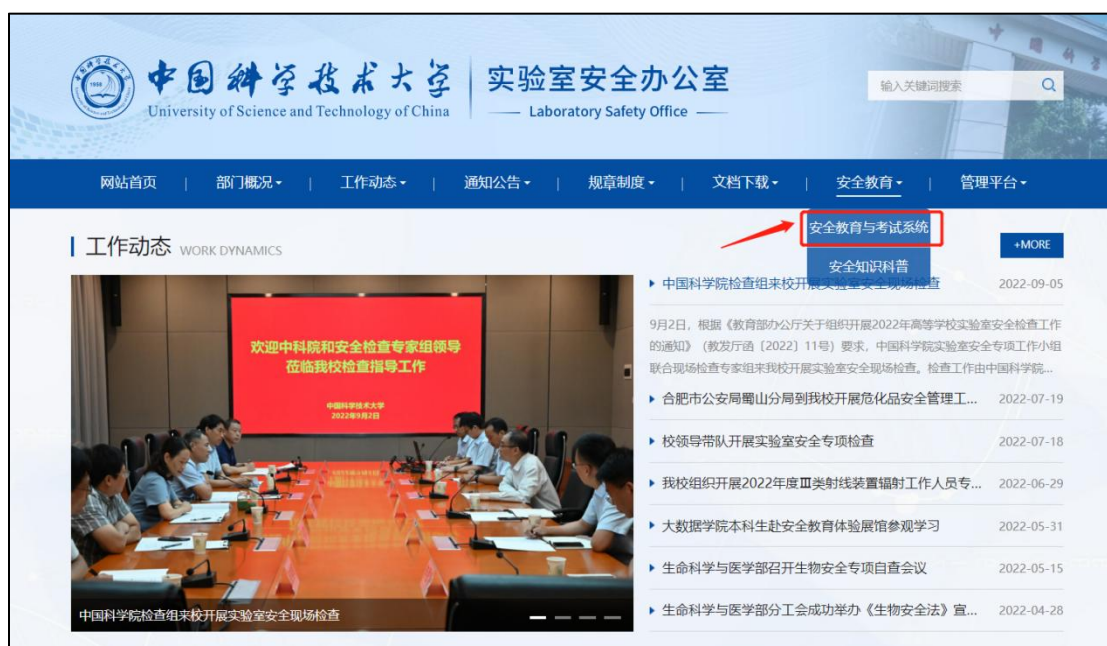 中国科学技术大学
University of Science and Technology of China
实验室安全办公室
Laboratory Safety Office
输入关键词搜索
网站首页 | 部门概况 | 工作动态 | 通知公告 | 规章制度 | 文档下载 | 安全教育 | 管理平台
安全教育与考试系统
安全知识科普
工作动态 WORK DYNAMICS
+MORE
欢迎中科院和安全检查专家组领导
莅临我校检查指导工作
中国科学技术大学
2022年9月2日
中国科学院检查组来校开展实验室安全现场检查
中国科学院检查组来校开展实验室安全现场检查 2022-09-05
9月2日，根据《教育部办公厅关于组织开展2022年高等学校实验室安全检查工作
的通知》（教发厅函〔2022〕11号）要求，中国科学院实验室安全专项工作小组
联合现场检查专家组来我校开展实验室安全现场检查。检查工作由中国科学院...
合肥市公安局蜀山分局到我校开展危化品安全管理工... 2022-07-19
校领导带队开展实验室安全专项检查 2022-07-18
我校组织开展2022年度Ⅲ类射线装置辐射工作人员专... 2022-06-29
大数据学院本科生赴安全教育体验展馆参观学习 2022-05-31
生命科学与医学部召开生物安全专项自查会议 2022-05-15
生命科学与医学部分工会成功举办《生物安全法》宣... 2022-04-28